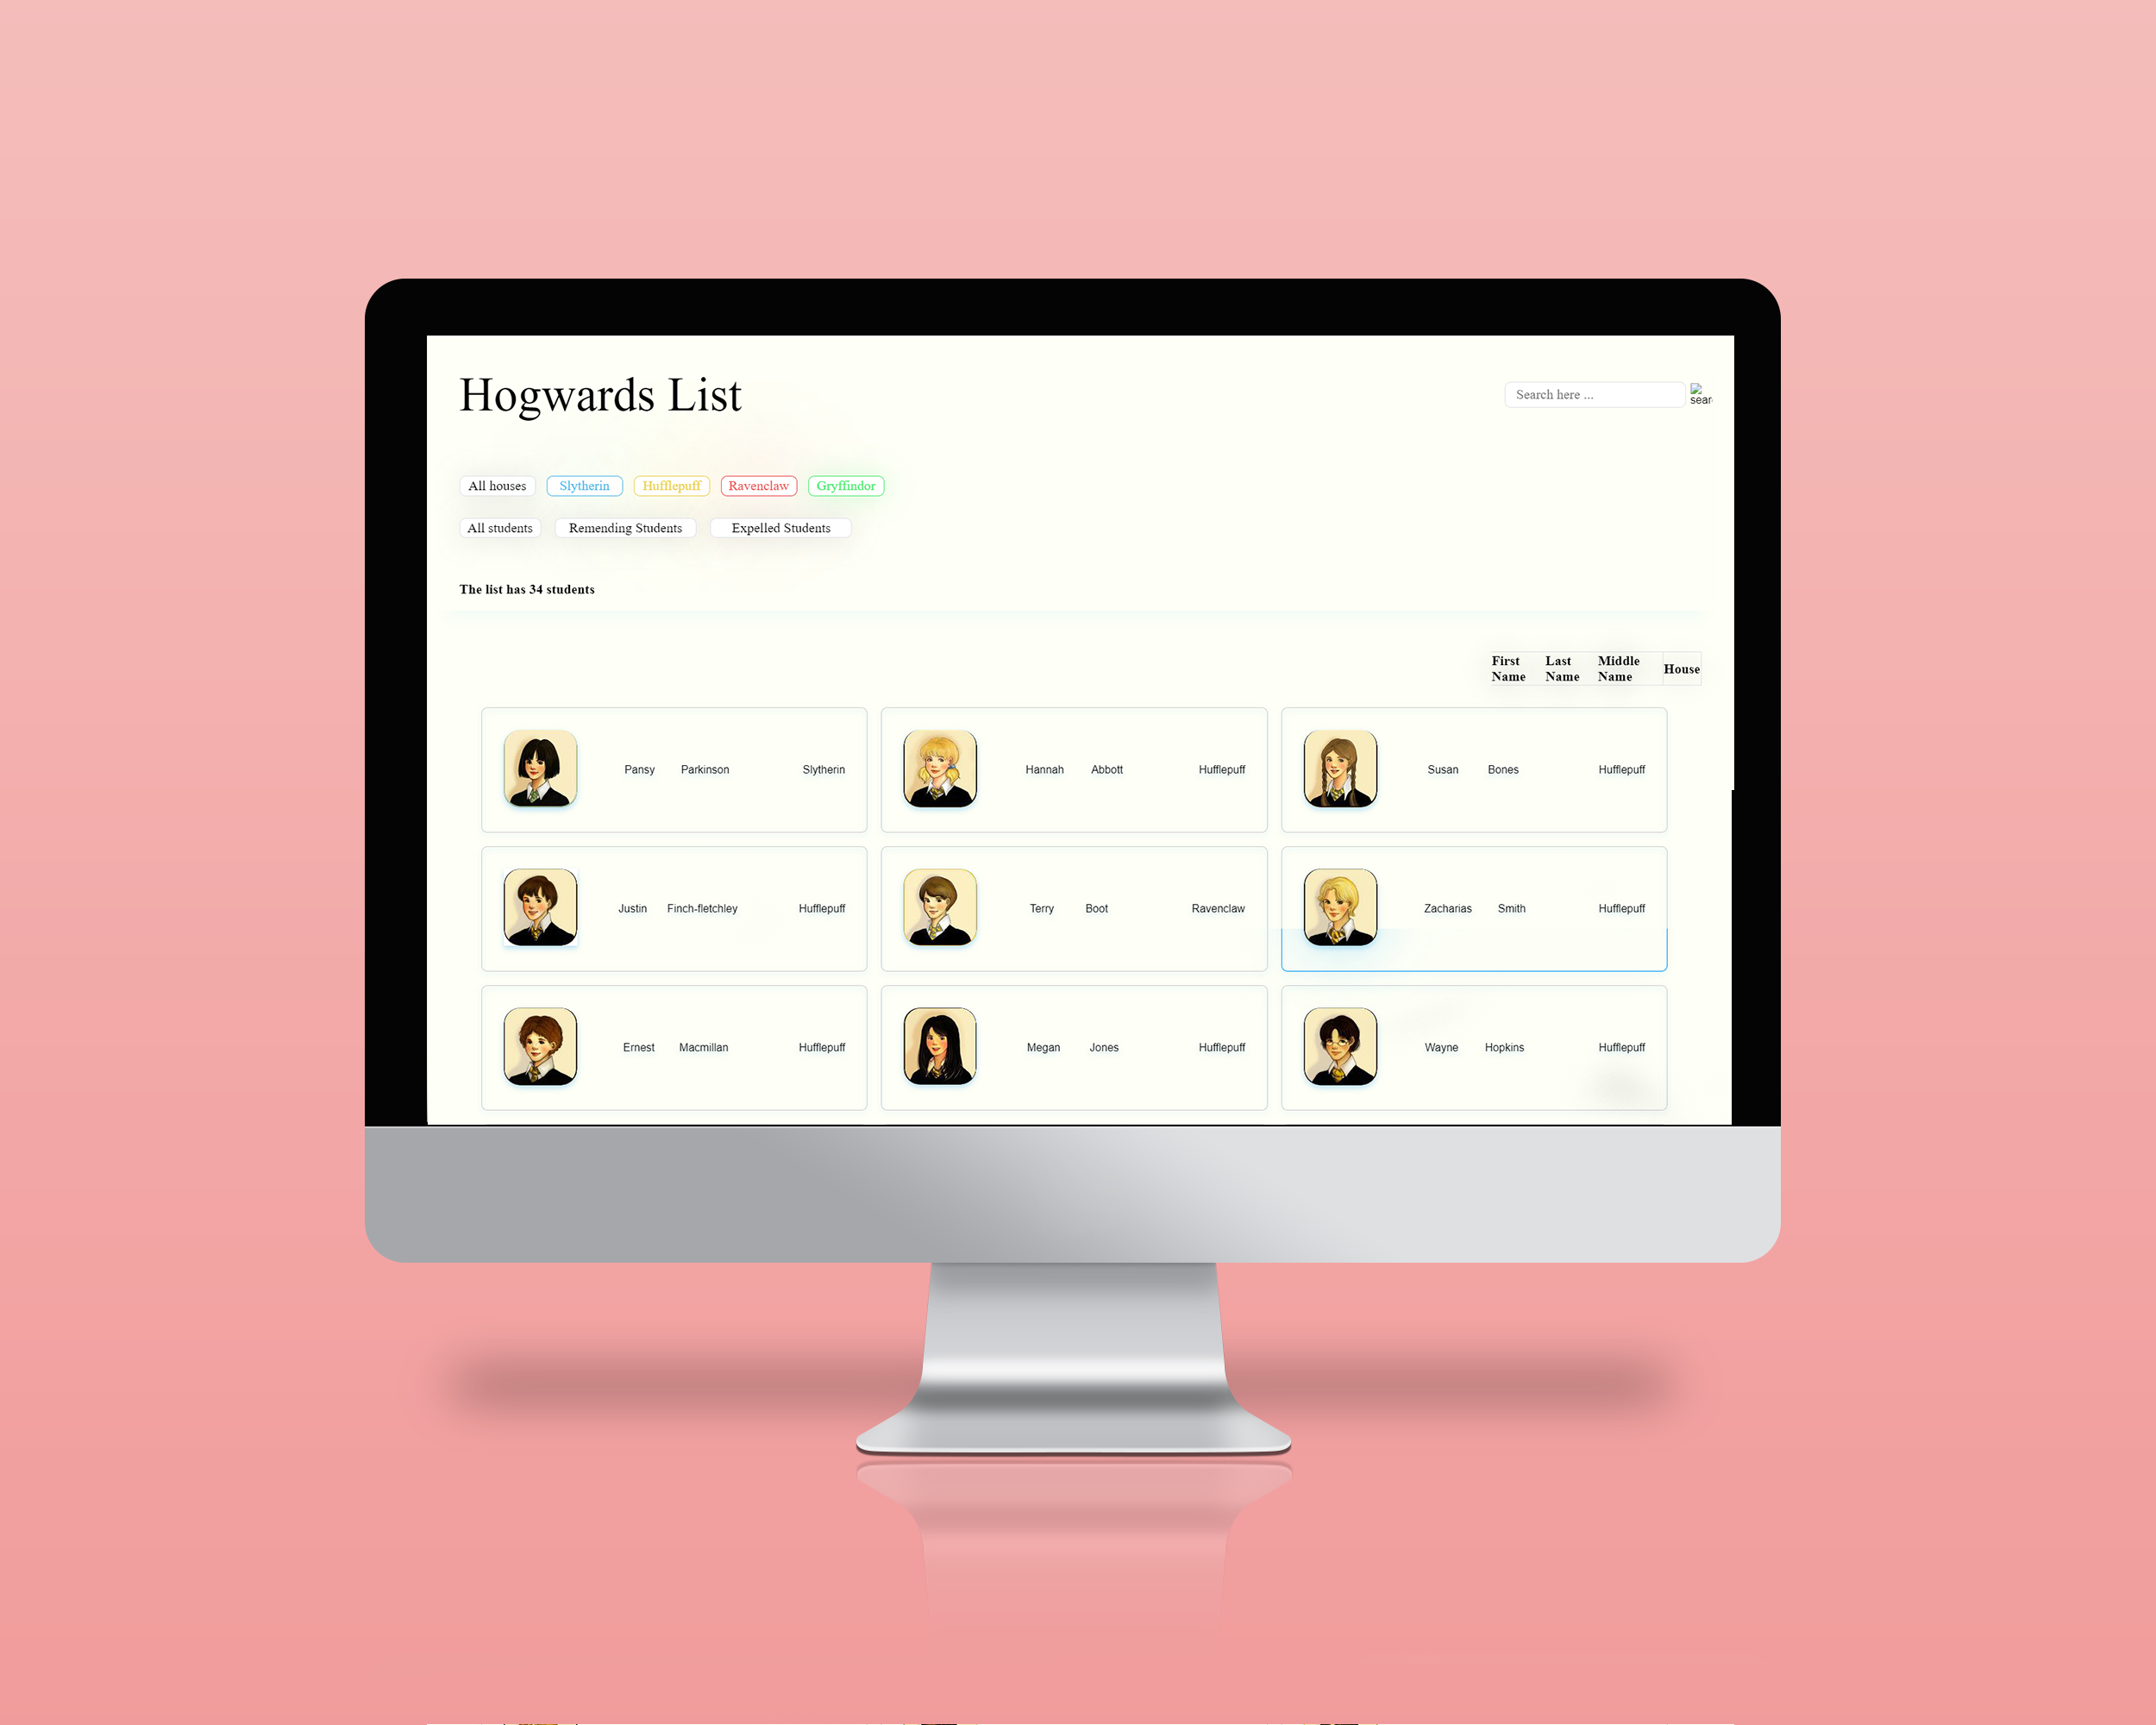 Hogwards List
Search here ...
sear
All houses Slytherin Hufflepuff Ravenclaw Gryffindor
All students Remending Students Expelled Students
The list has 34 students
First Name Last Name Middle Name House
Pansy Parkinson Slytherin
Hannah Abbott Hufflepuff
Susan Bones Hufflepuff
Justin Finch-fletchley Hufflepuff
Terry Boot Ravenclaw
Zacharias Smith Hufflepuff
Ernest Macmillan Hufflepuff
Megan Jones Hufflepuff
Wayne Hopkins Hufflepuff